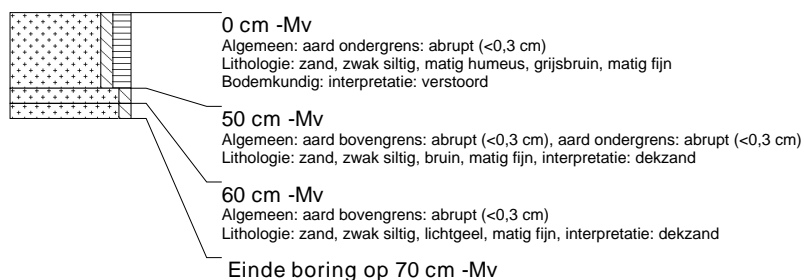 0 cm -Mv
Algemeen: aard ondergrens: abrupt (<0,3 cm)
Lithologie: zand, zwak siltig, matig humeus, grijsbruin, matig fijn
Bodemkundig: interpretatie: verstoord
50 cm -Mv
Algemeen: aard bovengrens: abrupt (<0,3 cm), aard ondergrens: abrupt (<0,3 cm)
Lithologie: zand, zwak siltig, bruin, matig fijn, interpretatie: dekzand
60 cm -Mv
Algemeen: aard bovengrens: abrupt (<0,3 cm)
Lithologie: zand, zwak siltig, lichtgeel, matig fijn, interpretatie: dekzand
Einde boring op 70 cm -Mv